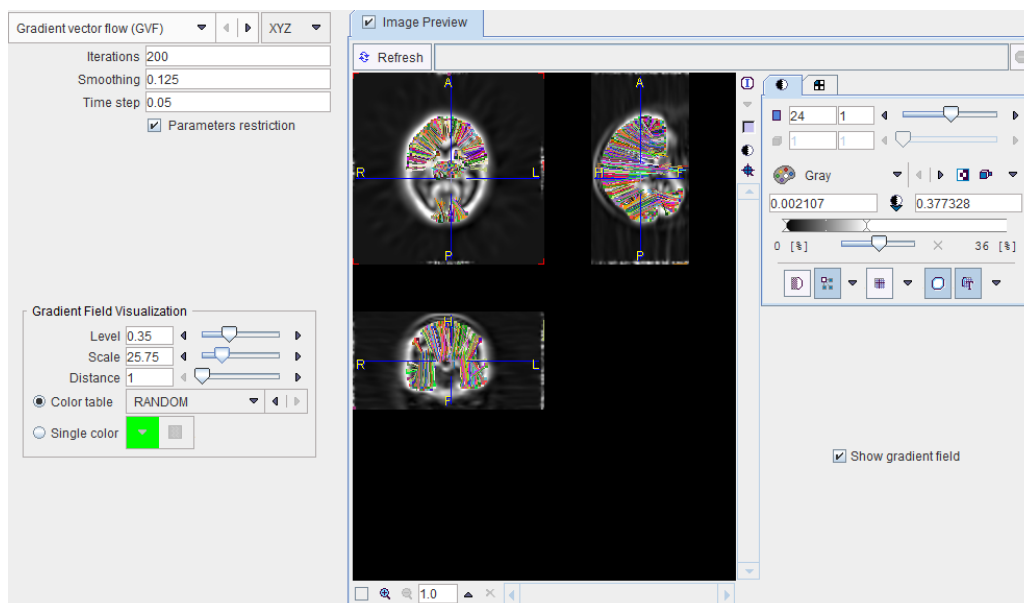 Gradient vector flow (GVF)
XYZ
Iterations 200
Smoothing 0.125
Time step 0.05
Parameters restriction
Gradient Field Visualization
Level 0.35
Scale 25.75
Distance 1
Color table RANDOM
Single color
Image Preview
Refresh
A
R L
P
A
H F
P
H
R L
F
1.0
24 1
1 1
Gray
0.002107 0.377328
0 [%] 36 [%]
Show gradient field